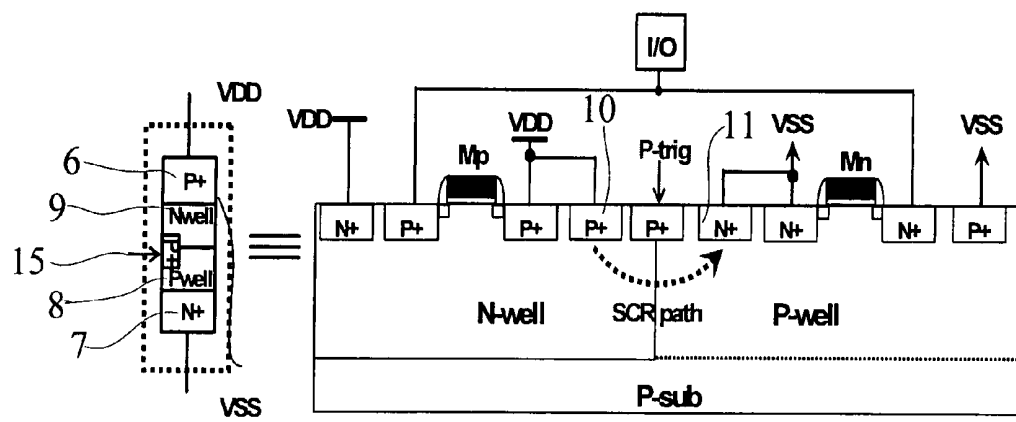 I/O
VDD
VDD
VDD
10
11
VSS
VSS
Mp
P-trig
Mn
6
P+
9
Nwell
15
P+
8
Pwell
7
N+
N+
P+
P+
P+
P+
N+
N+
N+
P+
N-well
SCR path
P-well
P-sub
VSS